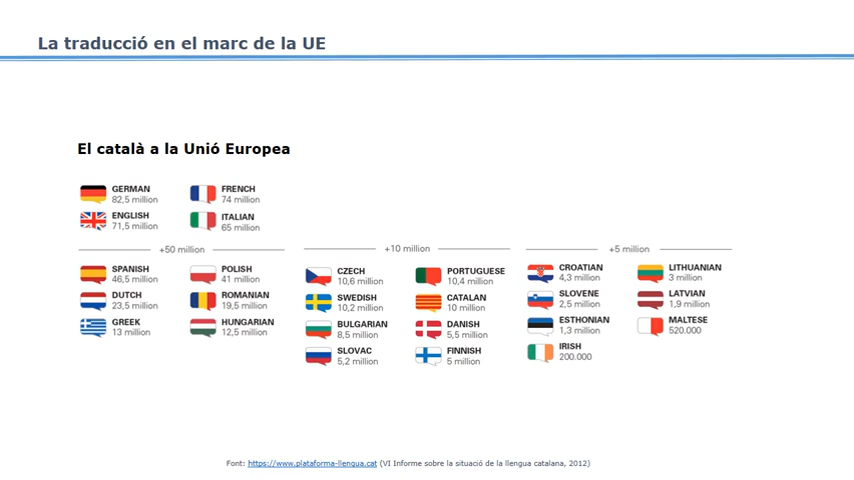 La traducció en el marc de la UE
El català a la Unió Europea
GERMAN
82,5 million
FRENCH
74 million
ENGLISH
71,5 million
ITALIAN
65 million
+50 million
SPANISH
46,5 million
POLISH
41 million
DUTCH
23,5 million
ROMANIAN
19,5 million
GREEK
13 million
HUNGARIAN
12,5 million
+10 million
CZECH
10,6 million
PORTUGUESE
10,4 million
SWEDISH
10,2 million
CATALAN
10 million
BULGARIAN
8,5 million
DANISH
5,5 million
SLOVAC
5,2 million
FINNISH
5 million
+5 million
CROATIAN
4,3 million
LITHUANIAN
3 million
SLOVENE
2,5 million
LATVIAN
1,9 million
ESTHONIAN
1,3 million
MALTESE
520.000
IRISH
200.000
Font: https://www.plataforma-llengua.cat (VI Informe sobre la situació de la llengua catalana, 2012)